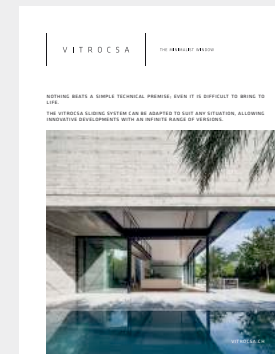 VITROCSA
THE MINIMALIST WINDOW
NOTHING BEATS A SIMPLE TECHNICAL PREMISE; EVEN IT IS DIFFICULT TO BRING TO
LIFE.
THE VITROCSA SLIDING SYSTEM CAN BE ADAPTED TO SUIT ANY SITUATION, ALLOWING
INNOVATIVE DEVELOPMENTS WITH AN INFINITE RANGE OF VERSIONS.
VITROCSA.CH